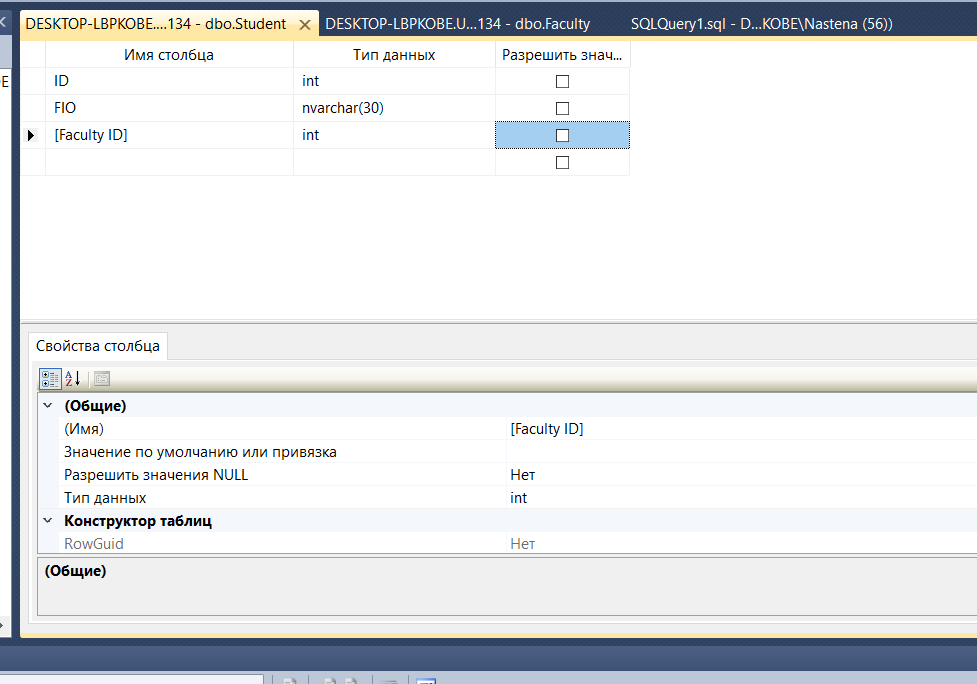 DESKTOP-LBPKOBE....134 - dbo.Student DESKTOP-LBPKOBE.U...134 - dbo.Faculty SQLQuery1.sql - D...KOBE\Nastena (56))
Имя столбца Тип данных Разрешить знач...
ID int
FIO nvarchar(30)
[Faculty ID] int
Свойства столбца
(Общие)
(Имя) [Faculty ID]
Значение по умолчанию или привязка
Разрешить значения NULL Нет
Тип данных int
Конструктор таблиц
RowGuid Нет
(Общие)